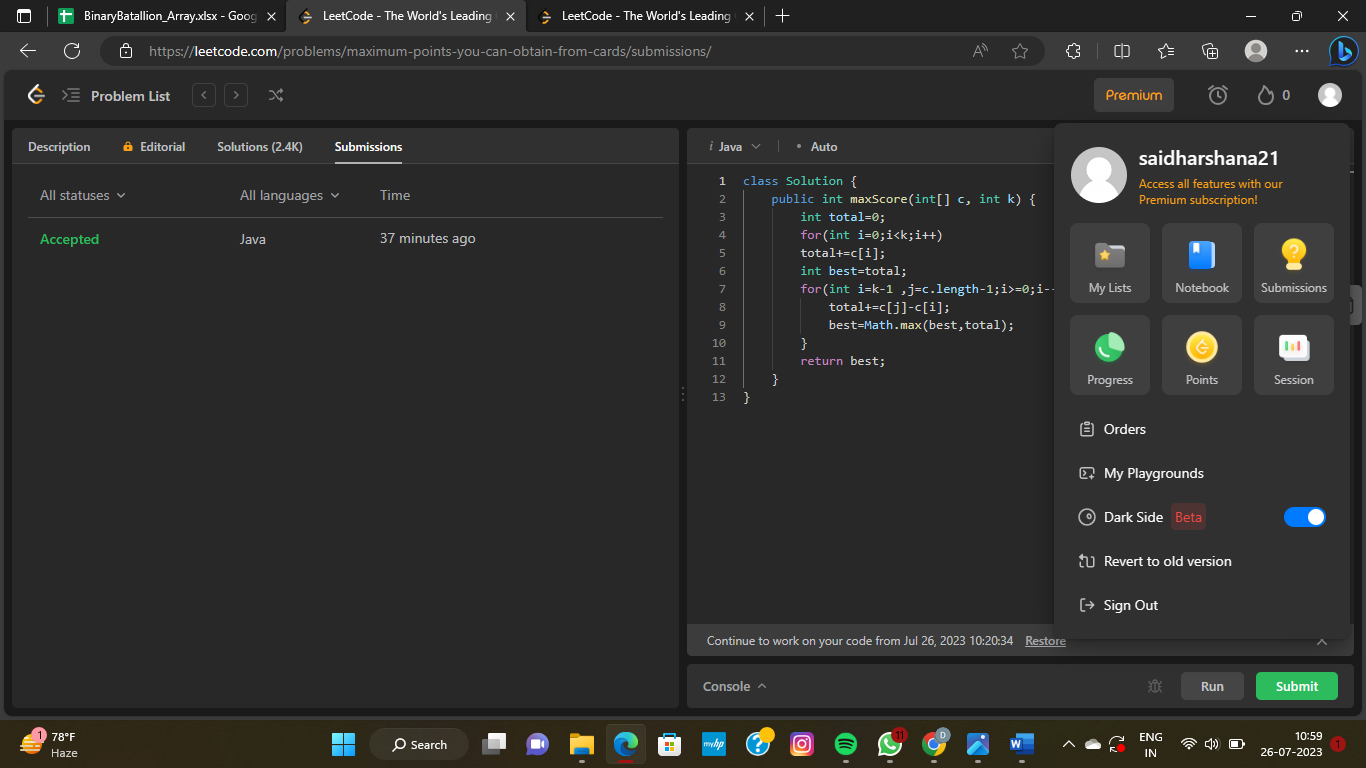 BinaryBatallion_Array.xlsx - Goog
LeetCode - The World's Leading
LeetCode - The World's Leading
https://leetcode.com/problems/maximum-points-you-can-obtain-from-cards/submissions/
Problem List
Premium
0
Description
Editorial
Solutions (2.4K)
Submissions
All statuses
All languages
Time
Accepted
Java
37 minutes ago
i Java
• Auto
1 class Solution {
2 public int maxScore(int[] c, int k) {
3 int total=0;
4 for(int i=0;i<k;i++)
5 total+=c[i];
6 int best=total;
7 for(int i=k-1 ,j=c.length-1;i>=0;i--
8 total+=c[j]-c[i];
9 best=Math.max(best,total);
10 }
11 return best;
12 }
13 }
saidharshana21
Access all features with our
Premium subscription!
My Lists
Notebook
Submissions
Progress
Points
Session
Orders
My Playgrounds
Dark Side Beta
Revert to old version
Sign Out
Continue to work on your code from Jul 26, 2023 10:20:34 Restore
Console
Run
Submit
1
78°F
Haze
Search
myhp
11
D
ENG
IN
10:59
26-07-2023
1